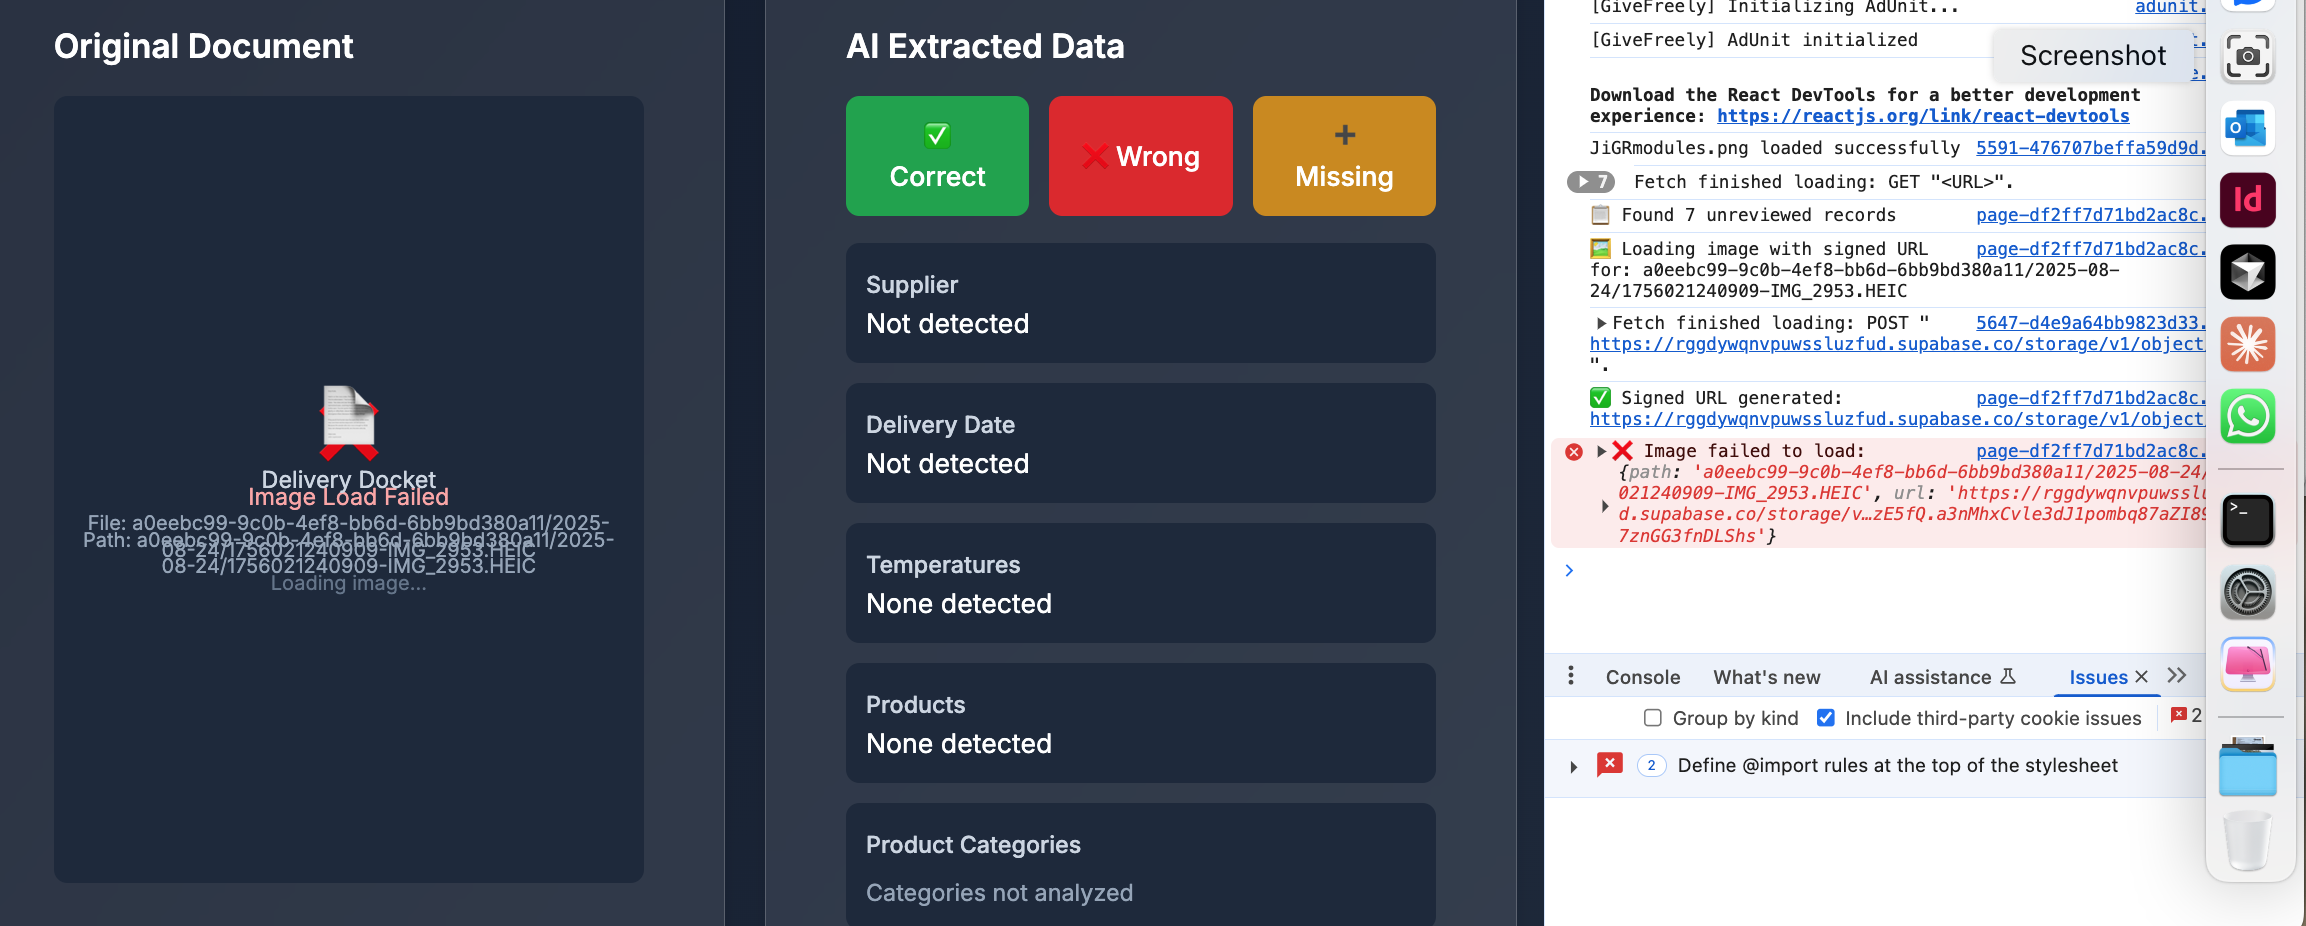 Original Document
Delivery Docket
Image Load Failed
File: a0eebc99-9c0b-4ef8-bb6d-6bb9bd380a11/2025-
Path: a0eebc99-9c0b-4ef8-bb6d-6bb9bd380a11/2025-
08-24/1756021240909-IMG_2953.HEIC
08-24/1756021240909-IMG_2953.HEIC
Loading image...
AI Extracted Data
✅
Correct
❌ Wrong
➕
Missing
Supplier
Not detected
Delivery Date
Not detected
Temperatures
None detected
Products
None detected
Product Categories
Categories not analyzed
[GiveFreely] Initializing AdUnit... adunit.
[GiveFreely] AdUnit initialized t.
e.
Download the React DevTools for a better development
experience: https://reactjs.org/link/react-devtools
JiGRmodules.png loaded successfully 5591-476707beffa59d9d.
7 Fetch finished loading: GET "<URL>".
📋 Found 7 unreviewed records page-df2ff7d71bd2ac8c.
🖼️ Loading image with signed URL page-df2ff7d71bd2ac8c.
for: a0eebc99-9c0b-4ef8-bb6d-6bb9bd380a11/2025-08-
24/1756021240909-IMG_2953.HEIC
Fetch finished loading: POST " 5647-d4e9a64bb9823d33.
https://rggdywqnvpuwssluzfud.supabase.co/storage/v1/object
".
✅ Signed URL generated: page-df2ff7d71bd2ac8c.
https://rggdywqnvpuwssluzfud.supabase.co/storage/v1/object
❌ Image failed to load: page-df2ff7d71bd2ac8c.
{path: 'a0eebc99-9c0b-4ef8-bb6d-6bb9bd380a11/2025-08-24/
021240909-IMG_2953.HEIC', url: 'https://rggdywqnvpuwsslu
d.supabase.co/storage/v…zE5fQ.a3nMhxCvle3dJ1pombq87aZI89
7znGG3fnDLShs'}
>
Console What's new AI assistance Issues ×
Group by kind Include third-party cookie issues 2
2 Define @import rules at the top of the stylesheet
Screenshot
Id
>_